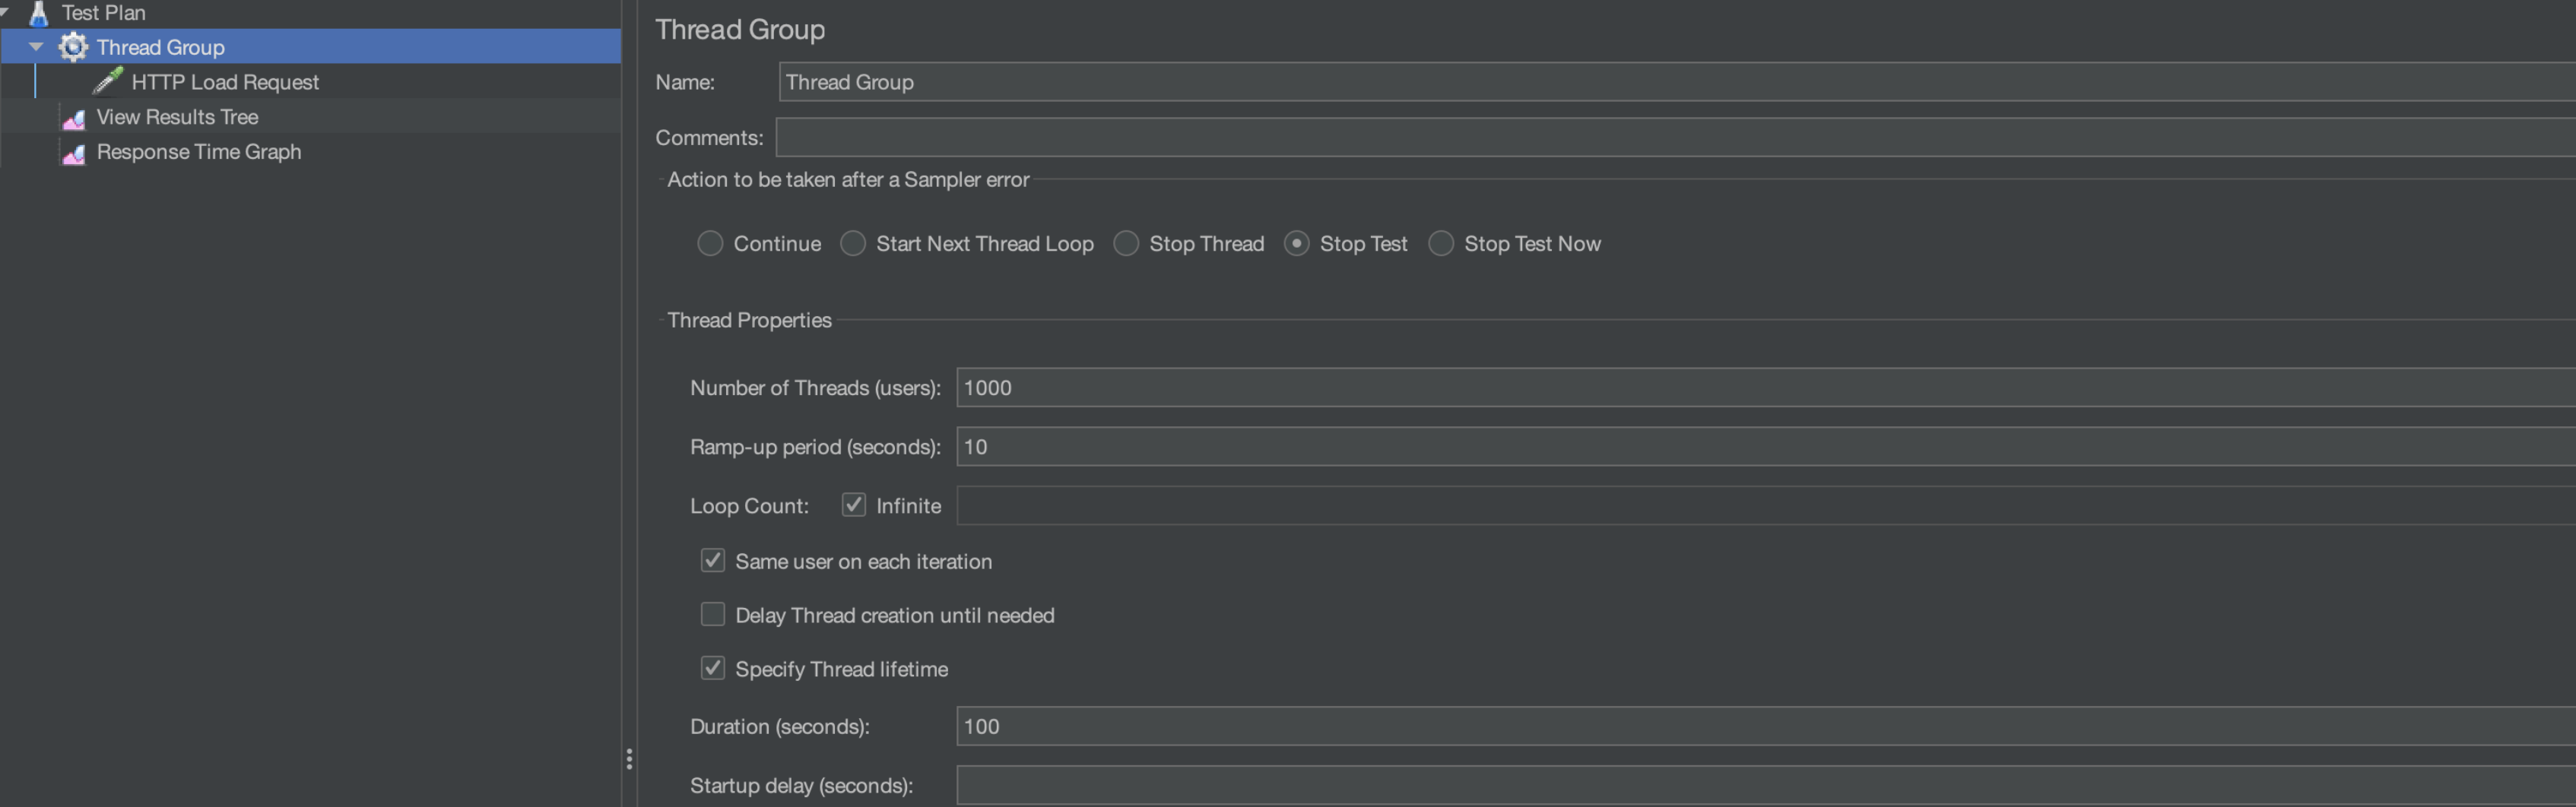 Test Plan
Thread Group
HTTP Load Request
View Results Tree
Response Time Graph
Thread Group
Name: Thread Group
Comments:
Action to be taken after a Sampler error
Continue Start Next Thread Loop Stop Thread Stop Test Stop Test Now
Thread Properties
Number of Threads (users): 1000
Ramp-up period (seconds): 10
Loop Count: Infinite
Same user on each iteration
Delay Thread creation until needed
Specify Thread lifetime
Duration (seconds): 100
Startup delay (seconds):